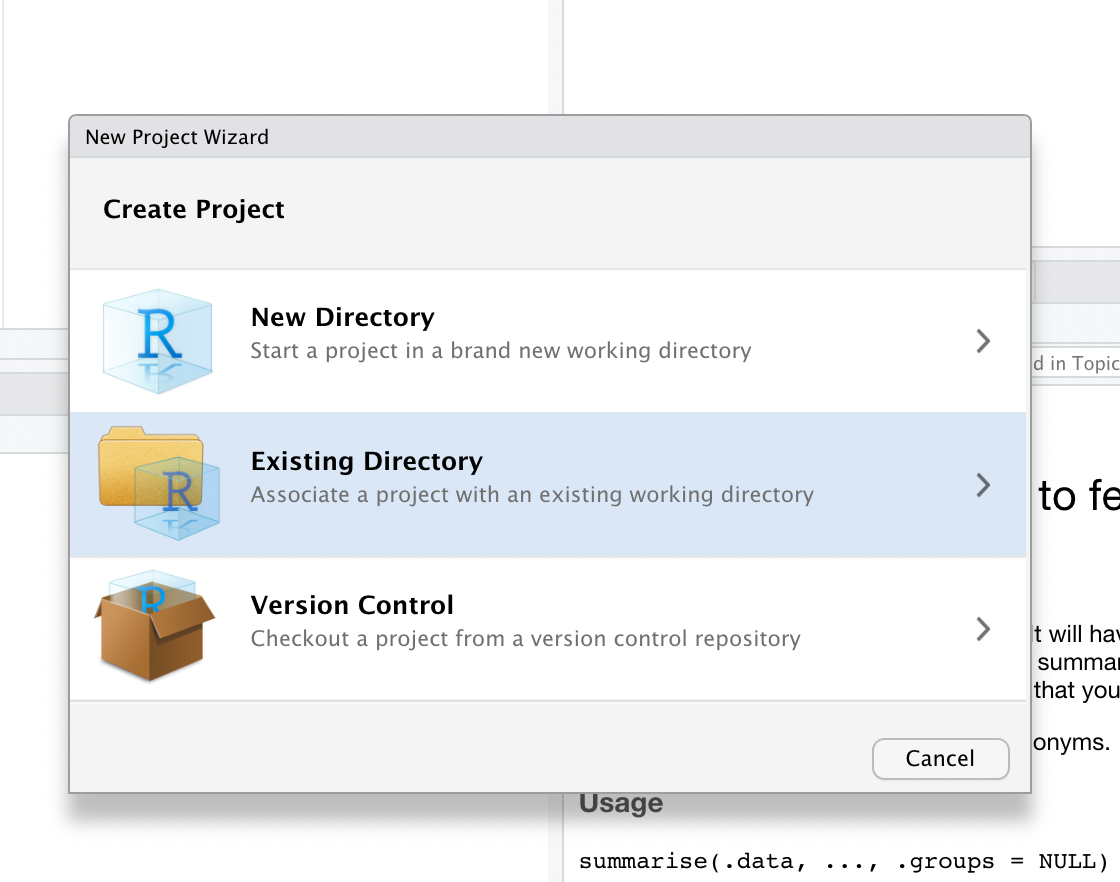 New Project Wizard
Create Project
New Directory
Start a project in a brand new working directory
Existing Directory
Associate a project with an existing working directory
Version Control
Checkout a project from a version control repository
Cancel
d in Topic
to fe
It will hav
summar
that you
onyms.
Usage
summarise(.data, ..., .groups = NULL)